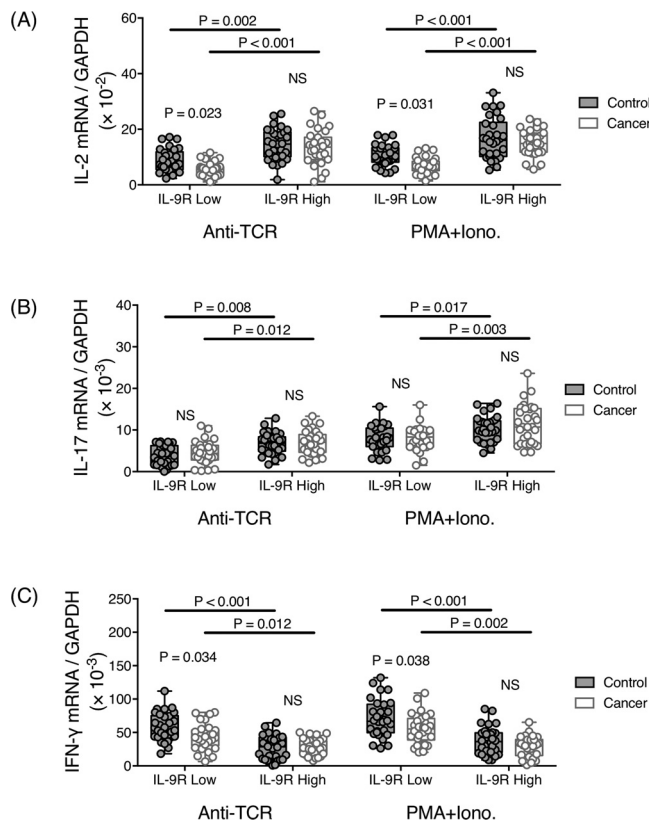 (A)
P = 0.002
P < 0.001
P < 0.001
P < 0.001
60
40
20
0
IL-2 mRNA / GAPDH
(× 10-2)
P = 0.023
NS
P = 0.031
NS
Control
Cancer
IL-9R Low
IL-9R High
IL-9R Low
IL-9R High
Anti-TCR
PMA+Iono.
(B)
P = 0.008
P = 0.012
P = 0.017
P = 0.003
40
30
20
10
0
IL-17 mRNA / GAPDH
(× 10-3)
NS
NS
NS
NS
Control
Cancer
IL-9R Low
IL-9R High
IL-9R Low
IL-9R High
Anti-TCR
PMA+Iono.
(C)
P < 0.001
P = 0.012
P < 0.001
P = 0.002
250
200
150
100
50
0
IFN-γ mRNA / GAPDH
(× 10-3)
P = 0.034
NS
P = 0.038
NS
Control
Cancer
IL-9R Low
IL-9R High
IL-9R Low
IL-9R High
Anti-TCR
PMA+Iono.